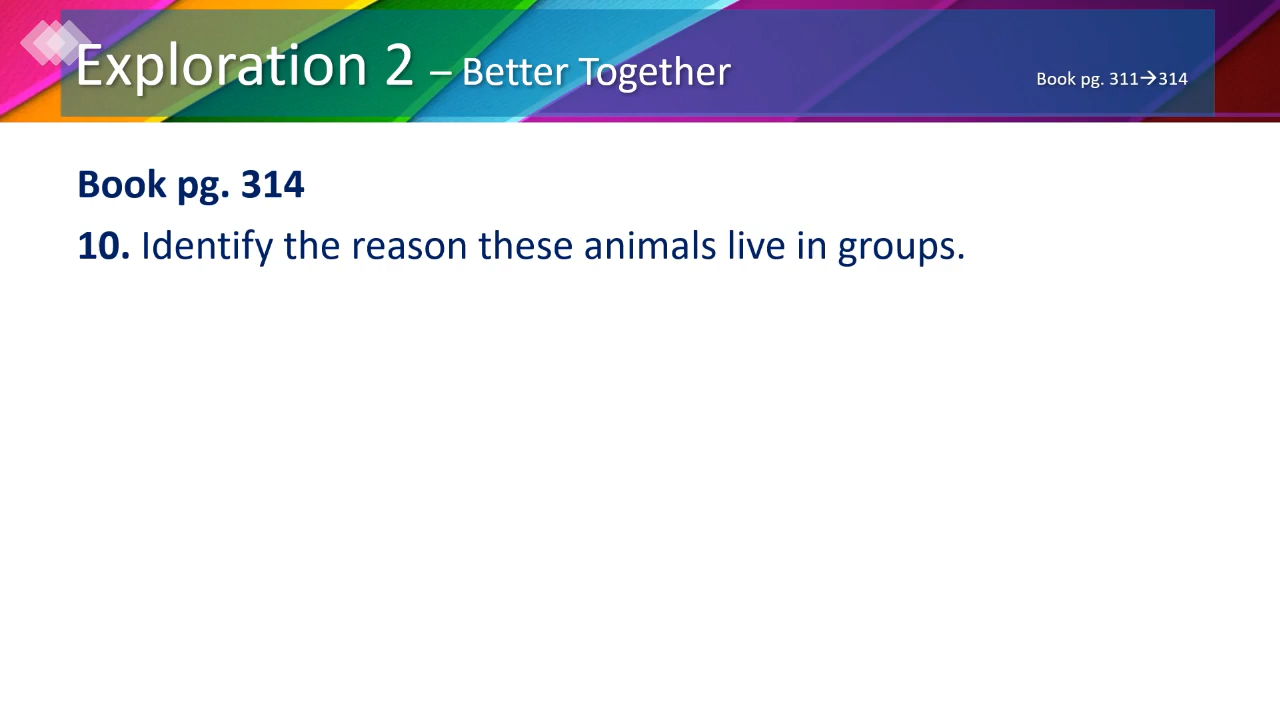 Exploration 2 – Better Together
Book pg. 311→314
Book pg. 314
10. Identify the reason these animals live in groups.